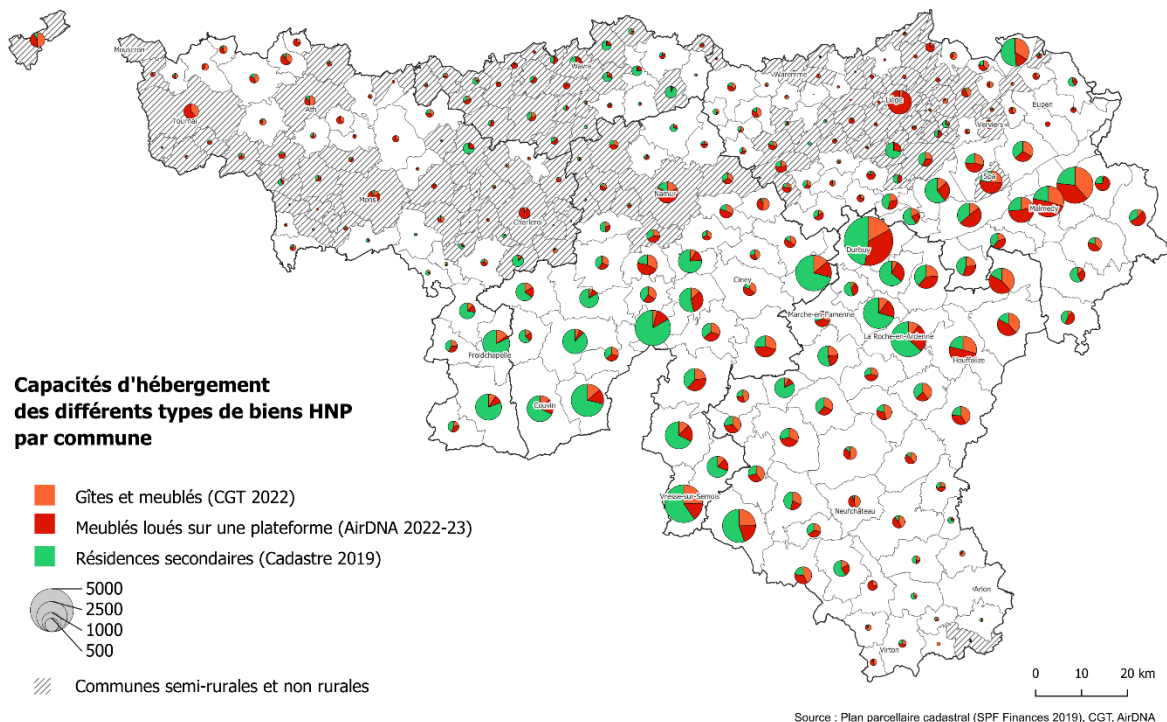 Mouscron
Wavre
Waremme
Liège
Eupen
Tournai
Ath
Verviers
Spa
Mons
Namur
Malmedy
Charleroi
Durbuy
Ciney
Marche-en-Famenne
La Roche-en-Ardenne
Froidchapelle
Houffalize
Couvin
Vresse-sur-Semois
Neufchâteau
Arlon
Virton
Capacités d'hébergement
des différents types de biens HNP
par commune
Gîtes et meublés (CGT 2022)
Meublés loués sur une plateforme (AirDNA 2022-23)
Résidences secondaires (Cadastre 2019)
5000
2500
1000
500
Communes semi-rurales et non rurales
0 10 20 km
Source : Plan parcellaire cadastral (SPF Finances 2019), CGT, AirDNA